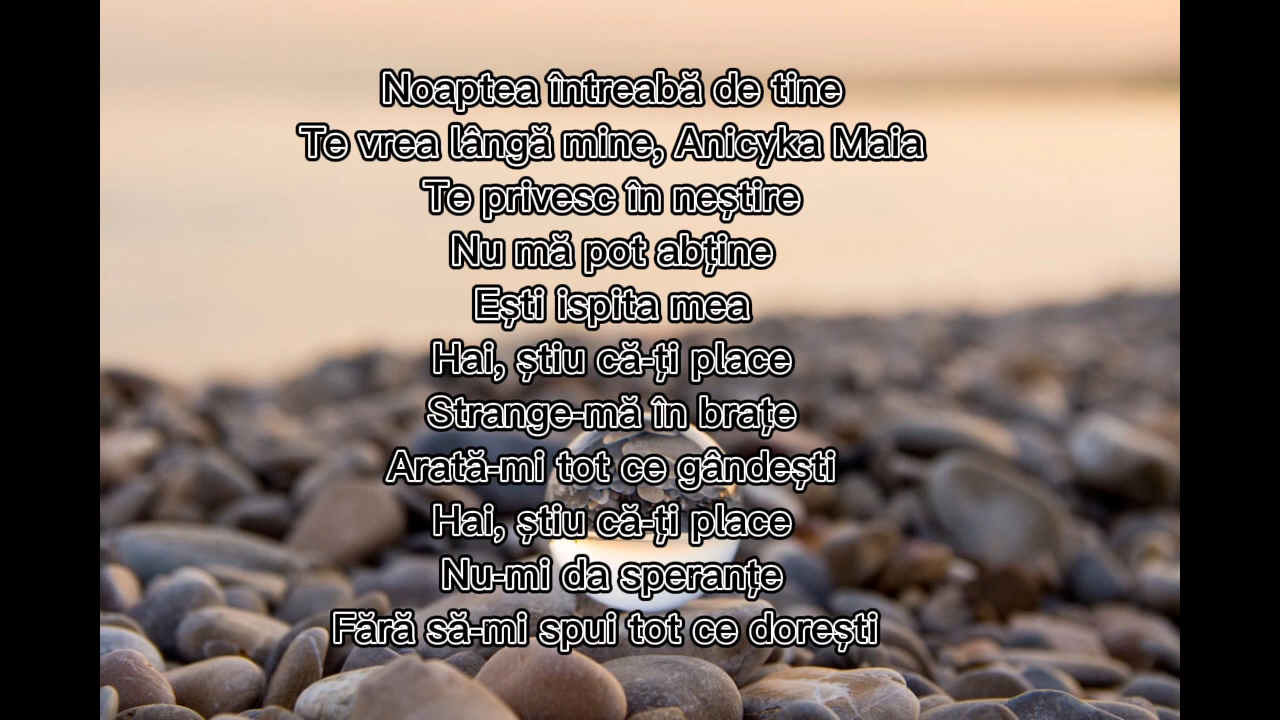 Noaptea întreabă de tine
Te vrea lângă mine, Anicyka Maia
Te privesc în neștire
Nu mă pot abține
Ești ispita mea
Hai, știu că-ți place
Strange-mă în brațe
Arată-mi tot ce gândești
Hai, știu că-ți place
Nu-mi da speranțe
Fără să-mi spui tot ce dorești